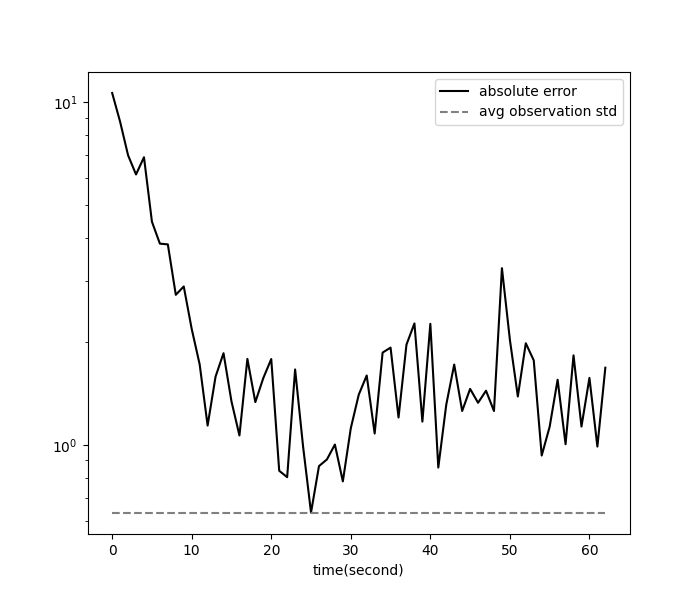 absolute error
avg observation std
10¹
10⁰
0 10 20 30 40 50 60
time(second)